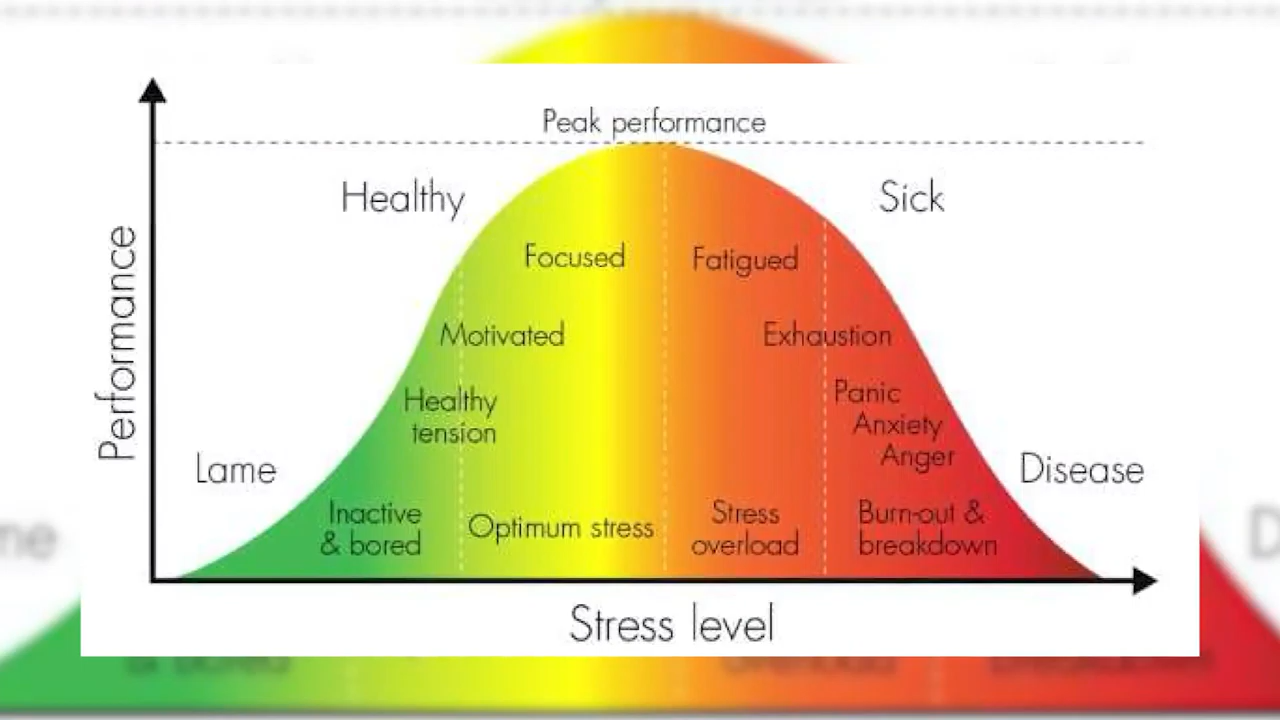 Peak performance
Healthy
Sick
Performance
Focused
Fatigued
Motivated
Exhaustion
Healthy
tension
Panic
Anxiety
Anger
Lame
Disease
Inactive
& bored
Optimum stress
Stress
overload
Burn-out &
breakdown
Stress level